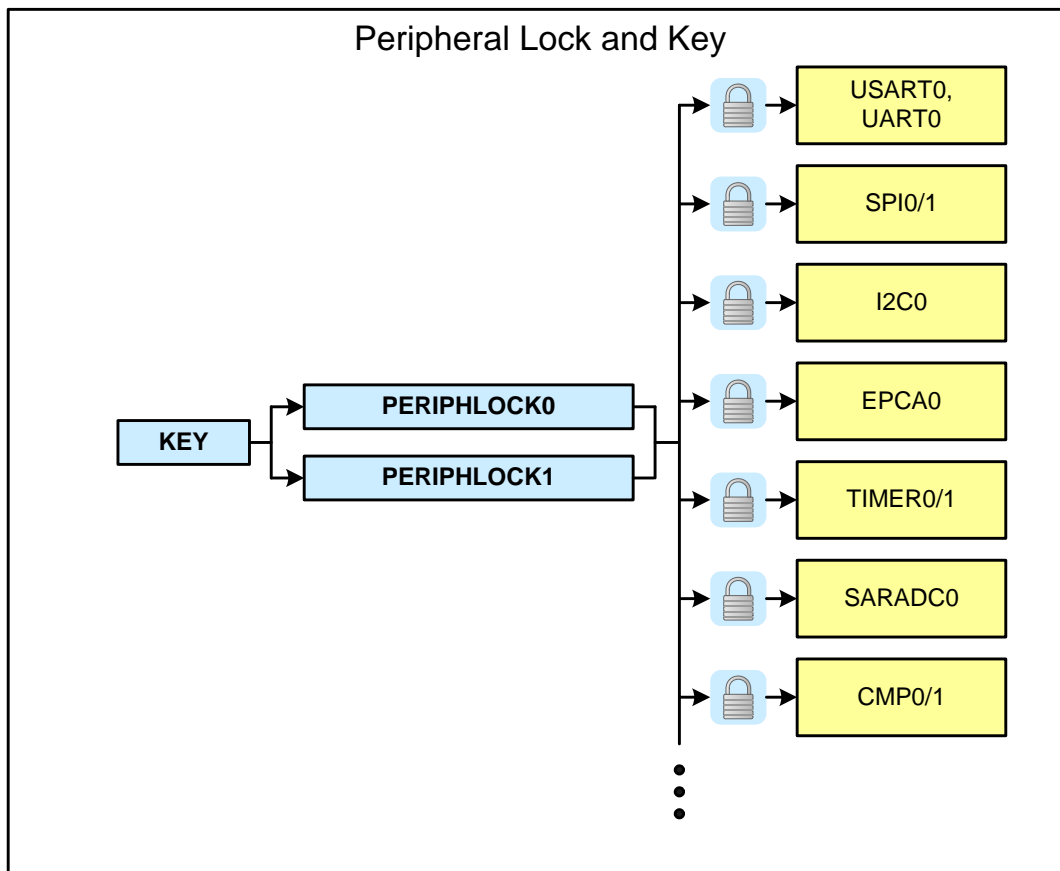 Peripheral Lock and Key
USART0,
UART0
SPI0/1
I2C0
EPCA0
PERIPHLOCK0
KEY
PERIPHLOCK1
TIMER0/1
SARADC0
CMP0/1